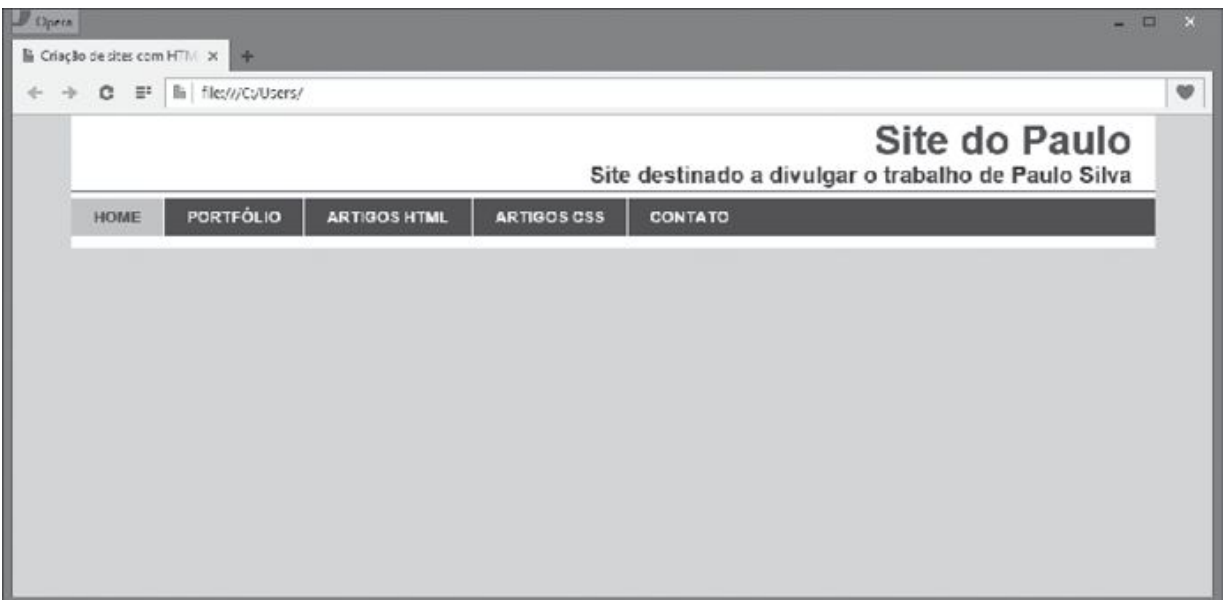 Opera
Criação de sites com HTM
file:///C:/Users/
Site do Paulo
Site destinado a divulgar o trabalho de Paulo Silva
HOME PORTFÓLIO ARTIGOS HTML ARTIGOS CSS CONTATO